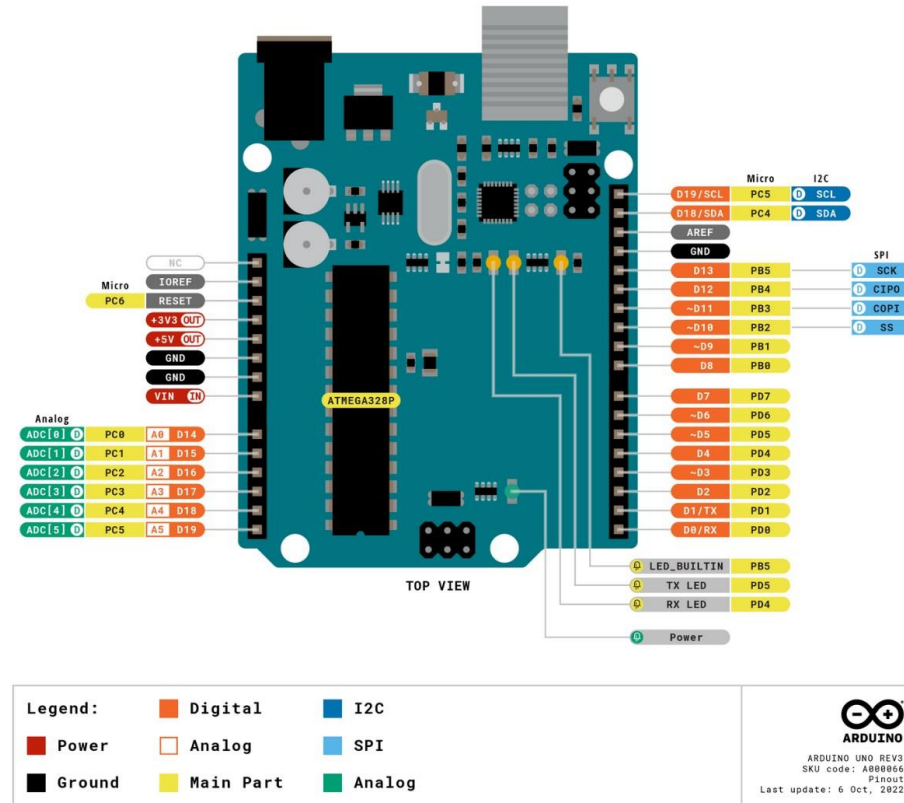 Micro I2C
D19/SCL PC5 D SCL
D18/SDA PC4 D SDA
AREF
GND
SPI
D13 PB5 D SCK
D12 PB4 D CIPO
~D11 PB3 D COPI
~D10 PB2 D SS
~D9 PB1
D8 PB0
D7 PD7
~D6 PD6
~D5 PD5
D4 PD4
~D3 PD3
D2 PD2
D1/TX PD1
D0/RX PD0
NC
IOREF
Micro
PC6 RESET
+3V3 OUT
+5V OUT
GND
GND
VIN IN
Analog
ADC[0] D PC0 A0 D14
ADC[1] D PC1 A1 D15
ADC[2] D PC2 A2 D16
ADC[3] D PC3 A3 D17
ADC[4] D PC4 A4 D18
ADC[5] D PC5 A5 D19
ATMEGA328P
TOP VIEW
LED_BUILTIN PB5
TX LED PD5
RX LED PD4
Power
Legend:
Digital
I2C
Power
Analog
SPI
Ground
Main Part
Analog
ARDUINO
ARDUINO UNO REV3
SKU code: A000066
Pinout
Last update: 6 Oct, 2022